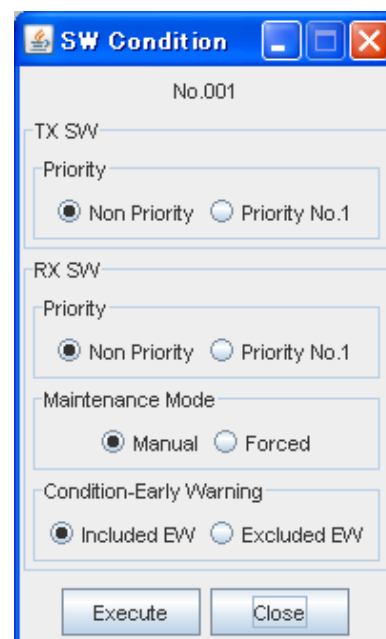 SW Condition
No.001
TX SW
Priority
Non Priority Priority No.1
RX SW
Priority
Non Priority Priority No.1
Maintenance Mode
Manual Forced
Condition-Early Warning
Included EW Excluded EW
Execute Close